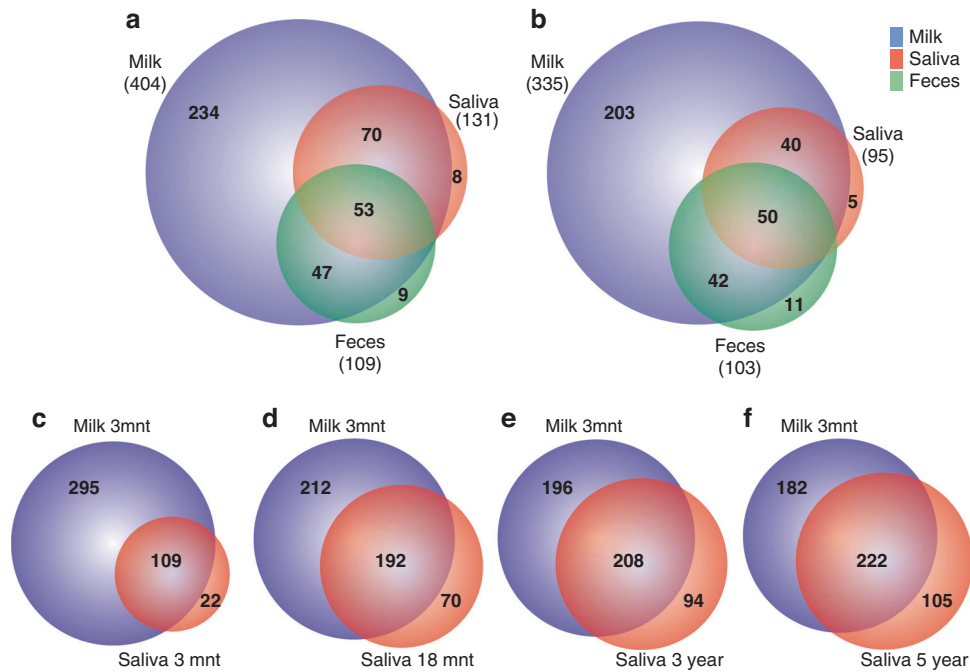 a
Milk
(404)
234
Saliva
(131)
70
8
53
47
9
Feces
(109)
b
Milk
(335)
203
Saliva
(95)
40
5
50
42
11
Feces
(103)
Milk
Saliva
Feces
c
Milk 3mnt
295
109
22
Saliva 3 mnt
d
Milk 3mnt
212
192
70
Saliva 18 mnt
e
Milk 3mnt
196
208
94
Saliva 3 year
f
Milk 3mnt
182
222
105
Saliva 5 year